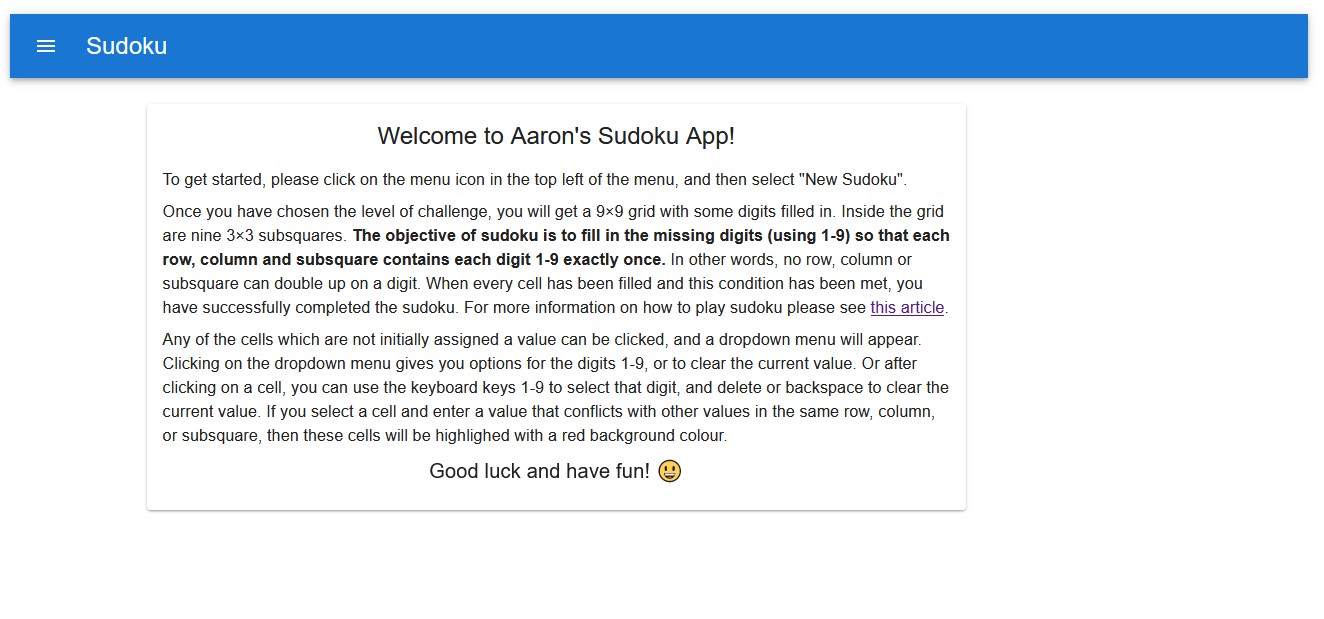 Sudoku
Welcome to Aaron's Sudoku App!
To get started, please click on the menu icon in the top left of the menu, and then select "New Sudoku".
Once you have chosen the level of challenge, you will get a 9×9 grid with some digits filled in. Inside the grid
are nine 3×3 subsquares. The objective of sudoku is to fill in the missing digits (using 1-9) so that each
row, column and subsquare contains each digit 1-9 exactly once. In other words, no row, column or
subsquare can double up on a digit. When every cell has been filled and this condition has been met, you
have successfully completed the sudoku. For more information on how to play sudoku please see this article.
Any of the cells which are not initially assigned a value can be clicked, and a dropdown menu will appear.
Clicking on the dropdown menu gives you options for the digits 1-9, or to clear the current value. Or after
clicking on a cell, you can use the keyboard keys 1-9 to select that digit, and delete or backspace to clear the
current value. If you select a cell and enter a value that conflicts with other values in the same row, column,
or subsquare, then these cells will be highlighed with a red background colour.
Good luck and have fun! 😃